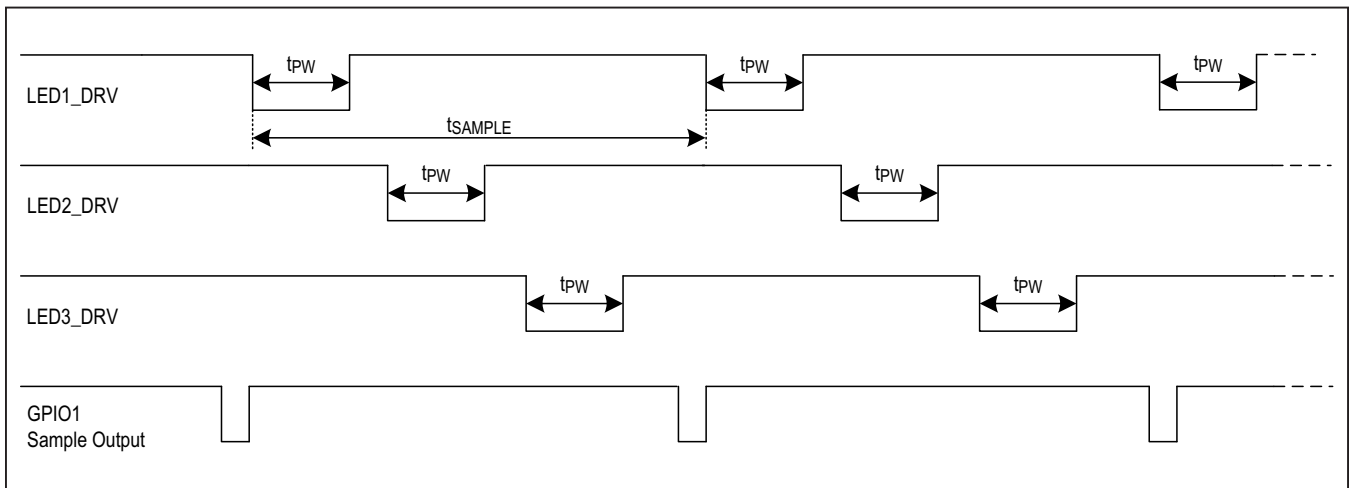 tPW tPW tPW
LED1_DRV
tSAMPLE
tPW tPW
LED2_DRV
tPW tPW
LED3_DRV
GPIO1
Sample Output